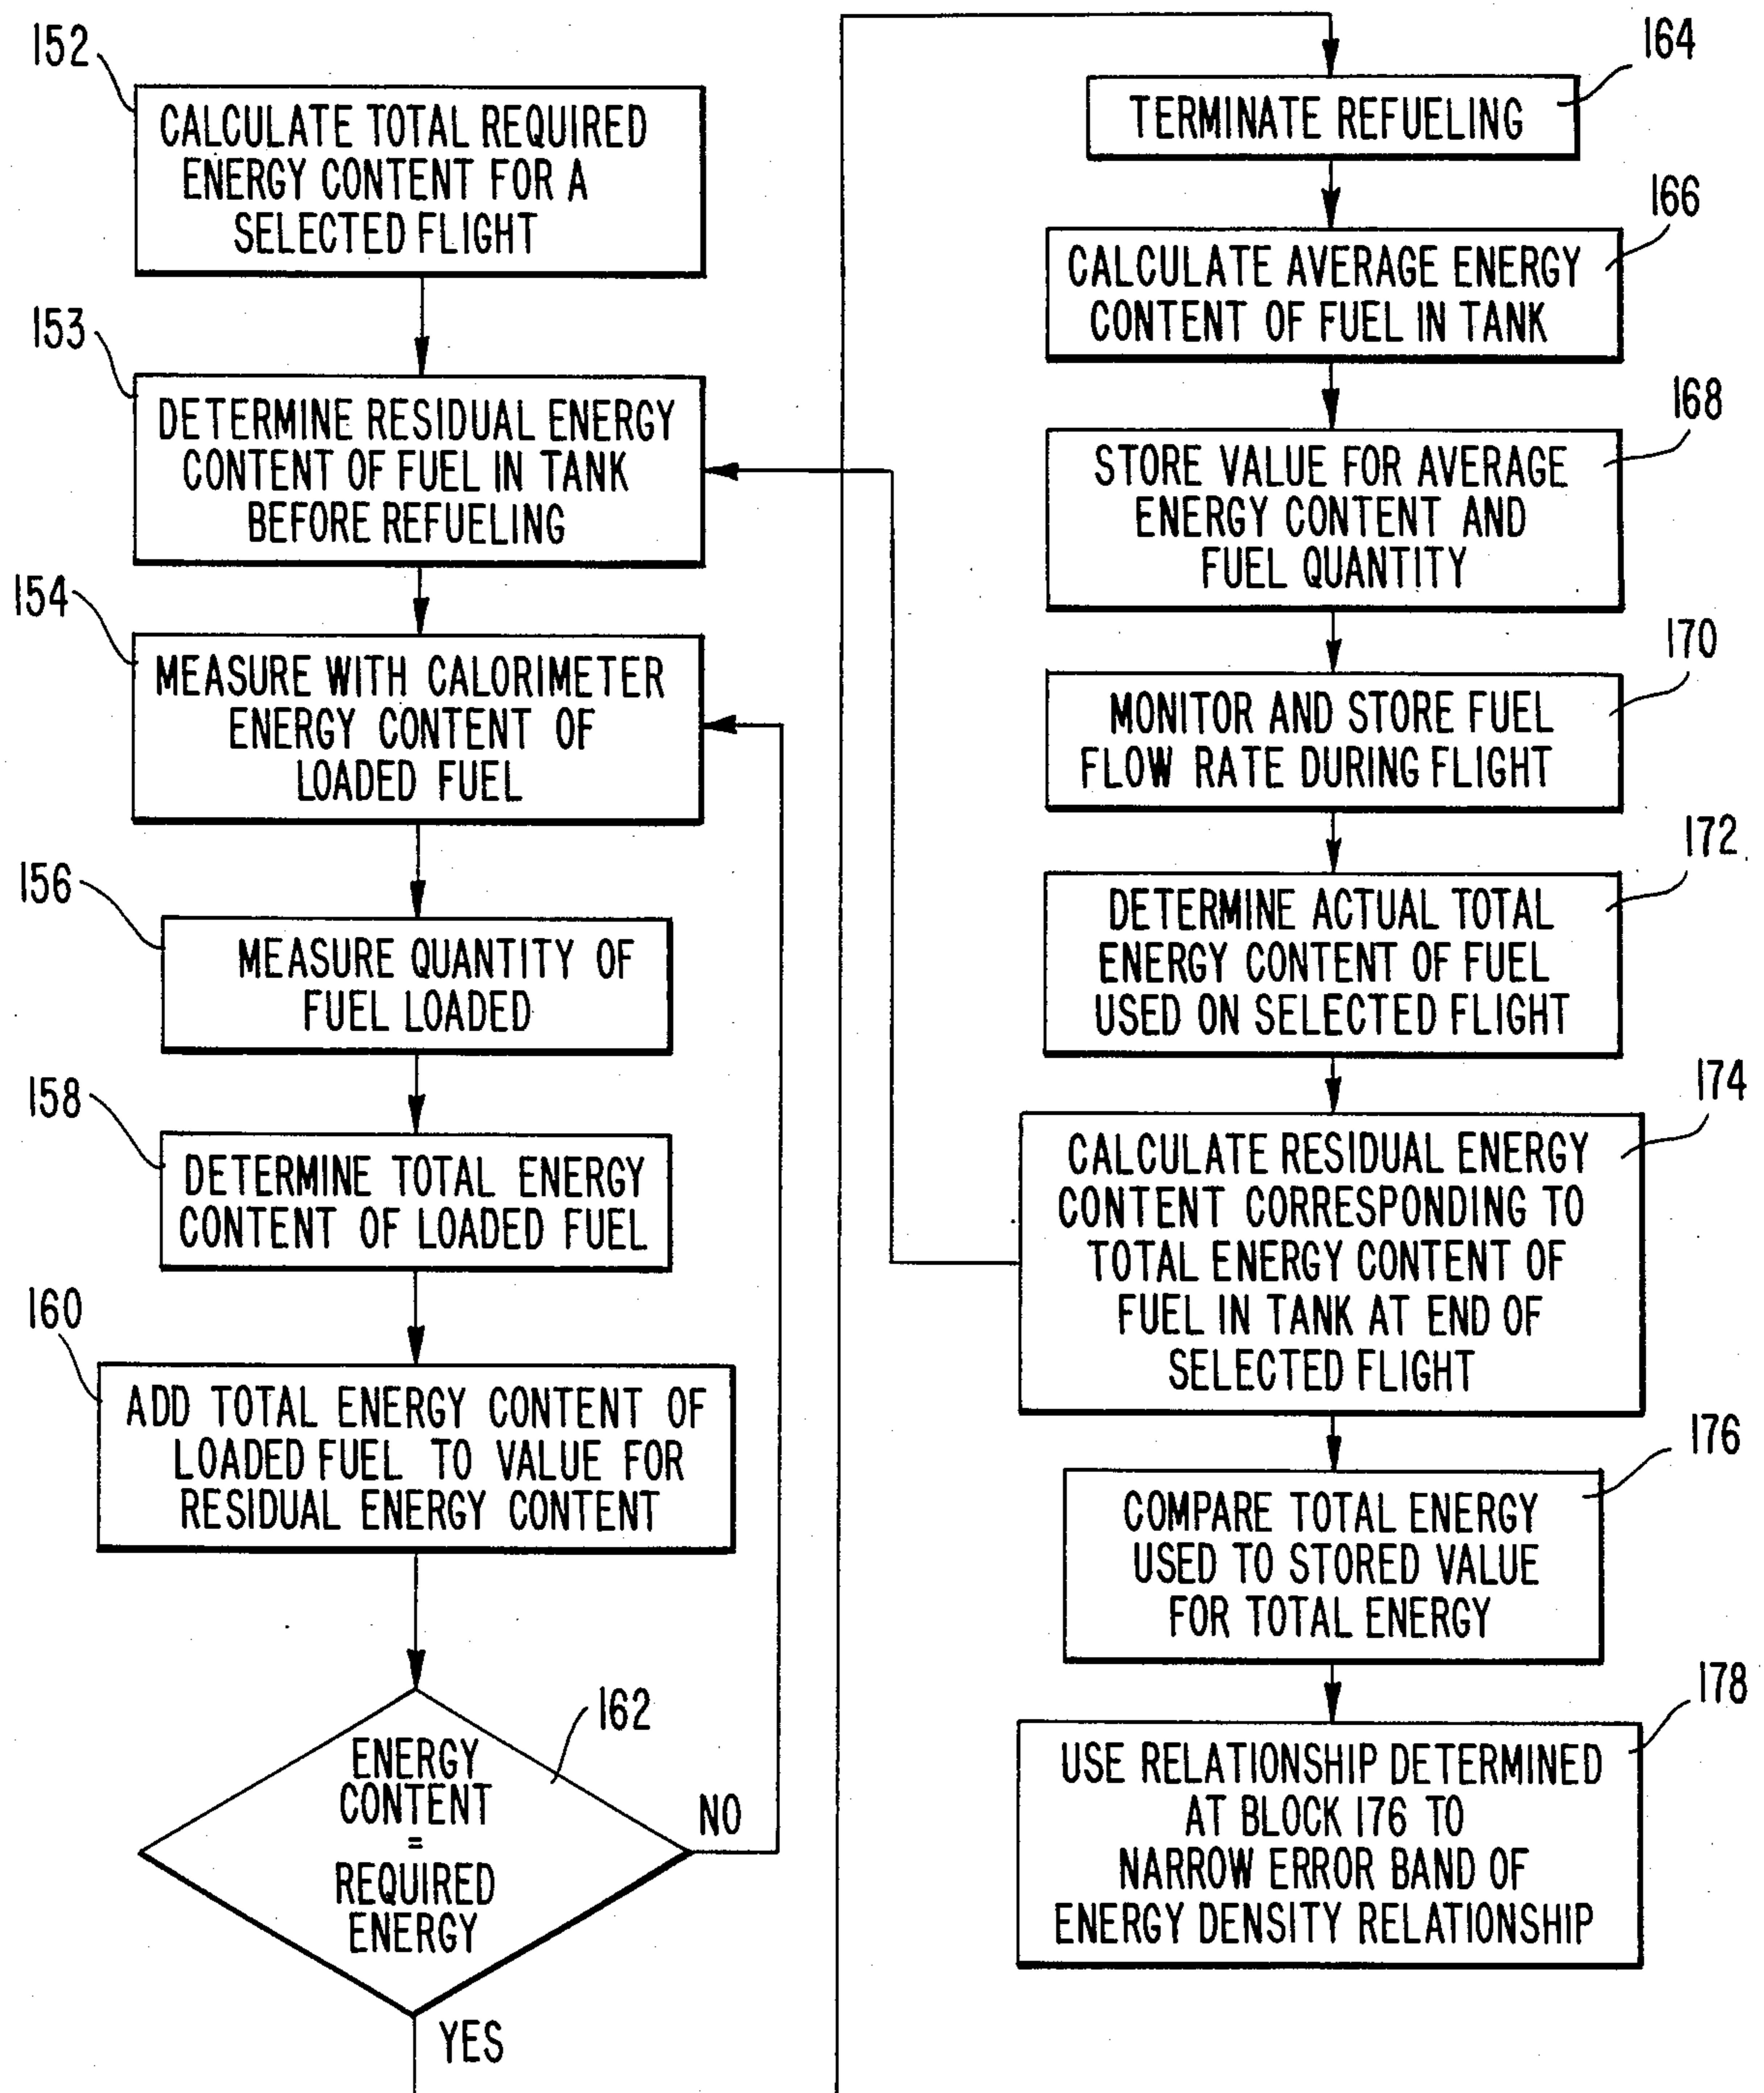 152
CALCULATE TOTAL REQUIRED
ENERGY CONTENT FOR A
SELECTED FLIGHT
153
DETERMINE RESIDUAL ENERGY
CONTENT OF FUEL IN TANK
BEFORE REFUELING
154
MEASURE WITH CALORIMETER
ENERGY CONTENT OF
LOADED FUEL
156
MEASURE QUANTITY OF
FUEL LOADED
158
DETERMINE TOTAL ENERGY
CONTENT OF LOADED FUEL
160
ADD TOTAL ENERGY CONTENT OF
LOADED FUEL TO VALUE FOR
RESIDUAL ENERGY CONTENT
162
ENERGY
CONTENT
=
REQUIRED
ENERGY
NO
YES
164
TERMINATE REFUELING
166
CALCULATE AVERAGE ENERGY
CONTENT OF FUEL IN TANK
168
STORE VALUE FOR AVERAGE
ENERGY CONTENT AND
FUEL QUANTITY
170
MONITOR AND STORE FUEL
FLOW RATE DURING FLIGHT
172
DETERMINE ACTUAL TOTAL
ENERGY CONTENT OF FUEL
USED ON SELECTED FLIGHT
174
CALCULATE RESIDUAL ENERGY
CONTENT CORRESPONDING TO
TOTAL ENERGY CONTENT OF
FUEL IN TANK AT END OF
SELECTED FLIGHT
176
COMPARE TOTAL ENERGY
USED TO STORED VALUE
FOR TOTAL ENERGY
178
USE RELATIONSHIP DETERMINED
AT BLOCK 176 TO
NARROW ERROR BAND OF
ENERGY DENSITY RELATIONSHIP